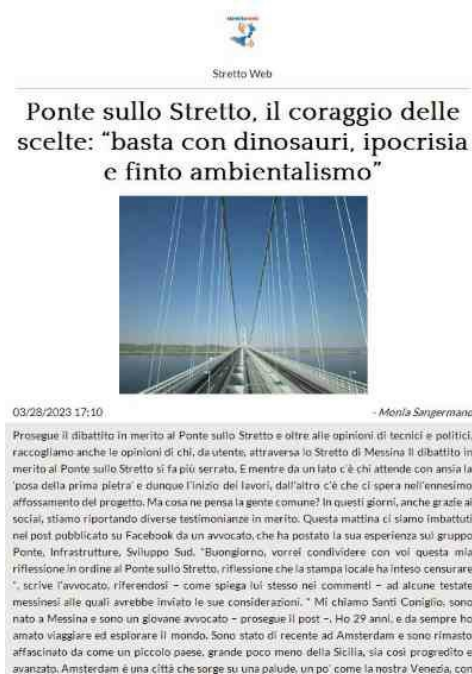 Stretto Web
Ponte sullo Stretto, il coraggio delle
scelte: “basta con dinosauri, ipocrisia
e finto ambientalismo”
03/28/2023 17:10
- Monia Sangermano
Prosegue il dibattito in merito al Ponte sullo Stretto e oltre alle opinioni di tecnici e politici,
raccogliamo anche le opinioni di chi, da utente, attraversa lo Stretto di Messina Il dibattito in
merito al Ponte sullo Stretto si fa più serrato. E mentre da un lato c'è chi attende con ansia la
'posa della prima pietra' e dunque l'inizio dei lavori, dall'altro c'è che ci spera nell'ennesimo
affossamento del progetto. Ma cosa ne pensa la gente comune? In questi giorni, anche grazie ai
social, stiamo riportando diverse testimonianze in merito. Questa mattina ci siamo imbattuti
nel post pubblicato su Facebook da un avvocato, che ha postato la sua esperienza sul gruppo
Ponte, Infrastrutture, Sviluppo Sud. "Buongiorno, vorrei condividere con voi questa mia
riflessione in ordine al Ponte sullo Stretto, riflessione che la stampa locale ha inteso censurare
", scrive l'avvocato, riferendosi – come spiega lui stesso nei commenti – ad alcune testate
messinesi alle quali avrebbe inviato le sue considerazioni. " Mi chiamo Santi Coniglio, sono
nato a Messina e sono un giovane avvocato – prosegue il post –. Ho 29 anni, e da sempre ho
amato viaggiare ed esplorare il mondo. Sono stato di recente ad Amsterdam e sono rimasto
affascinato da come un piccolo paese, grande poco meno della Sicilia, sia così progredito e
avanzato. Amsterdam è una città che sorge su una palude, un po' come la nostra Venezia, con